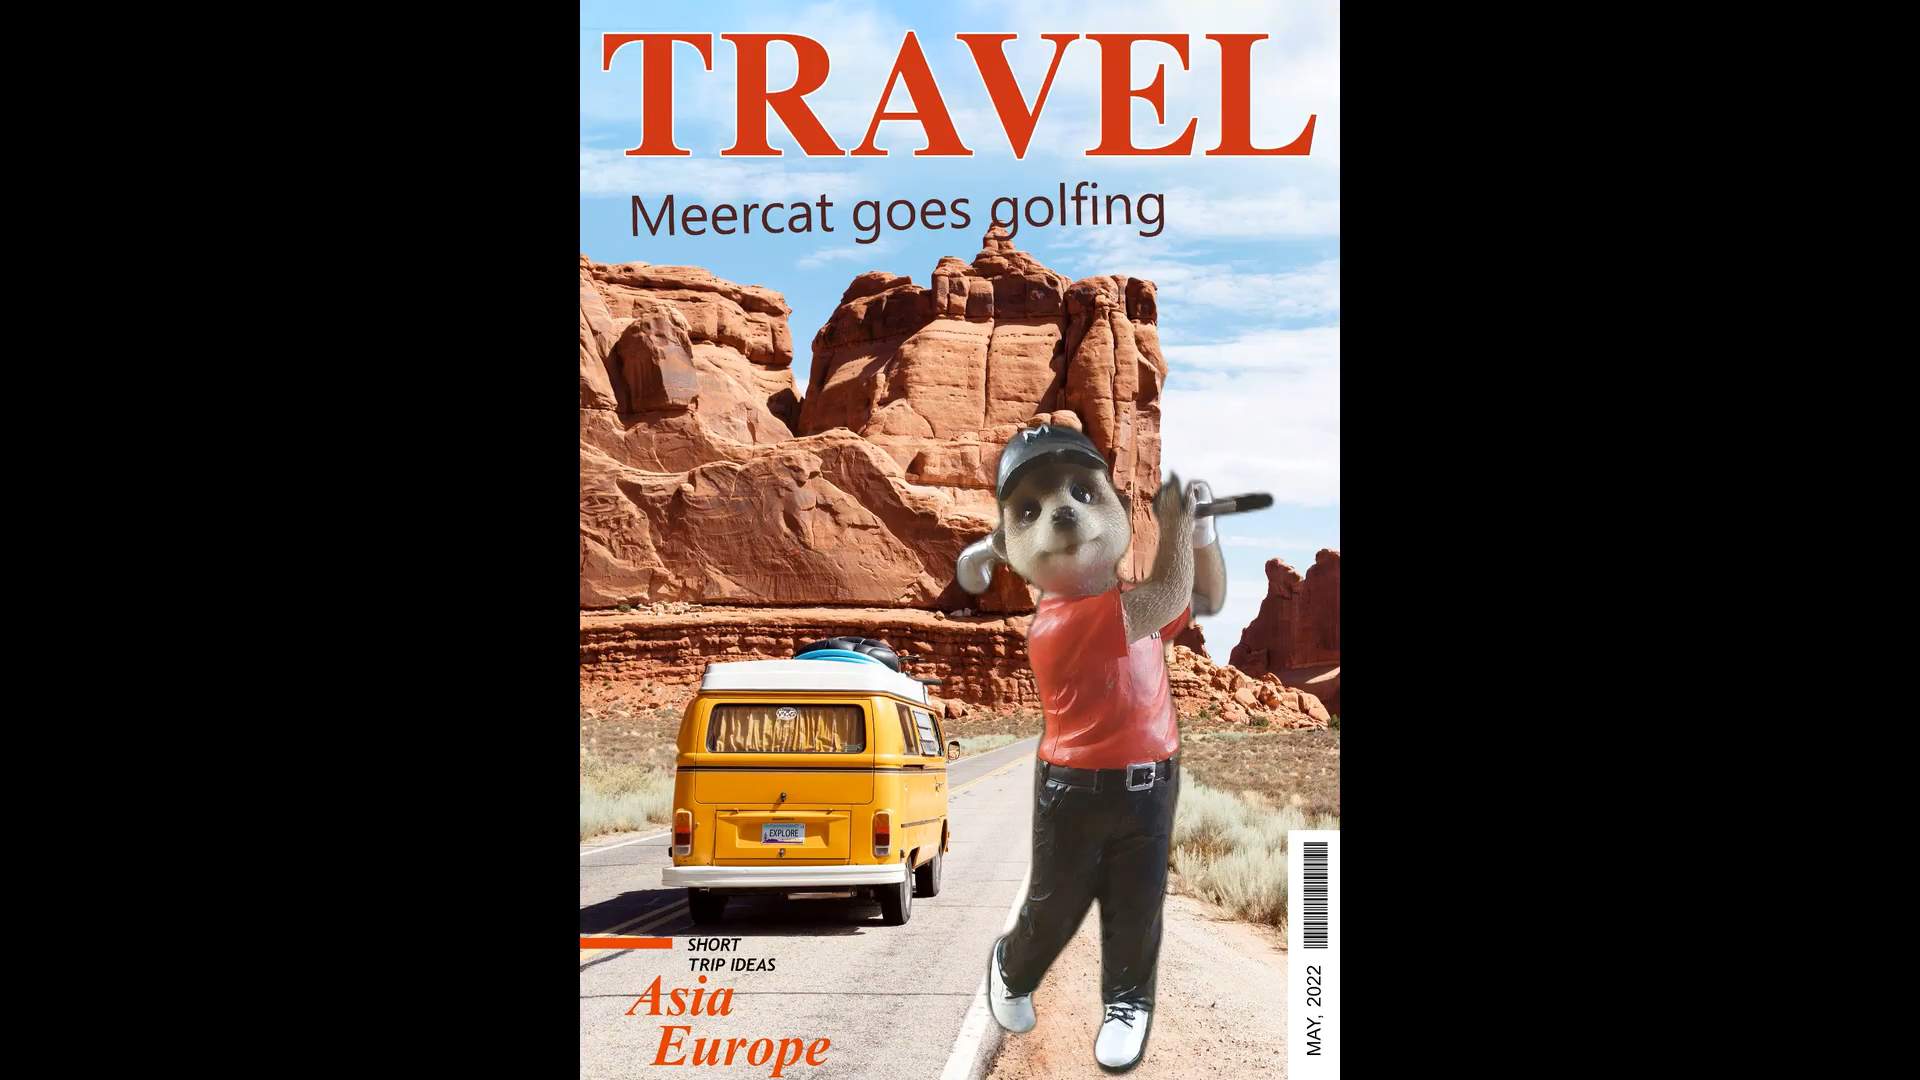 TRAVEL
Meercat goes golfing
M
EXPLORE
SHORT
TRIP IDEAS
Asia
Europe
MAY, 2022